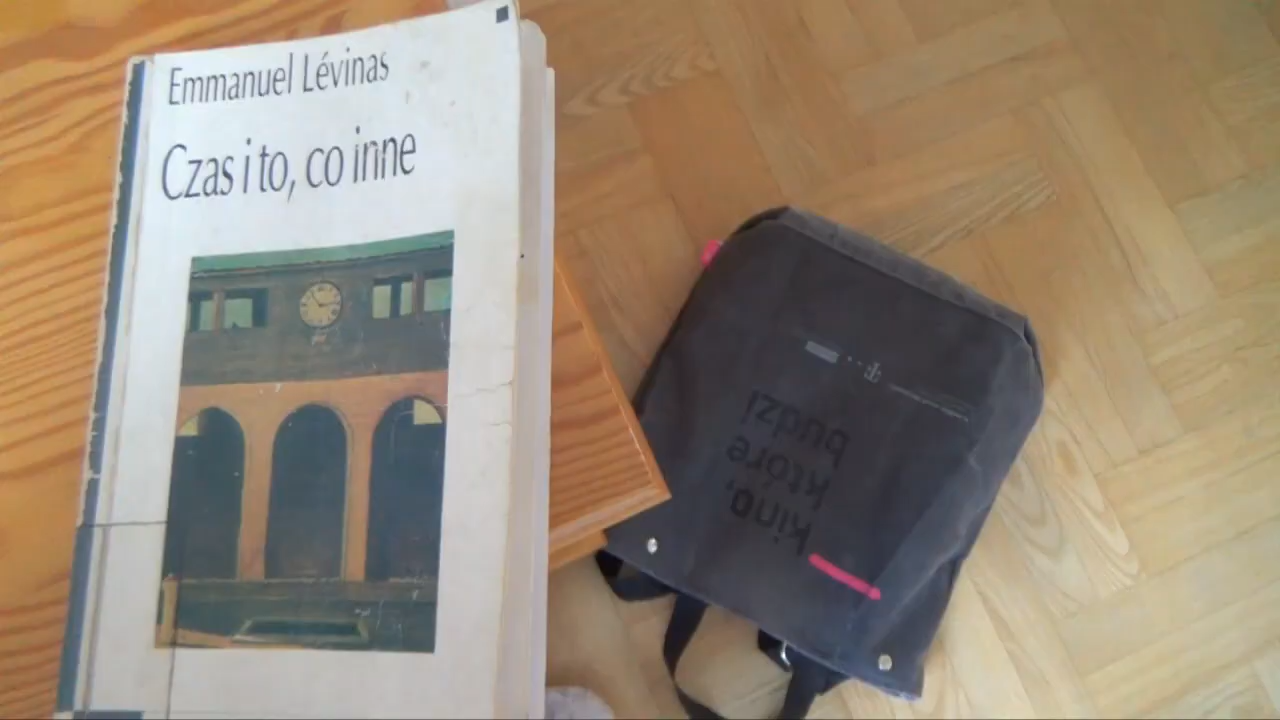 Emmanuel Lévinas
Czas i to, co inne
kino,
które
budzi